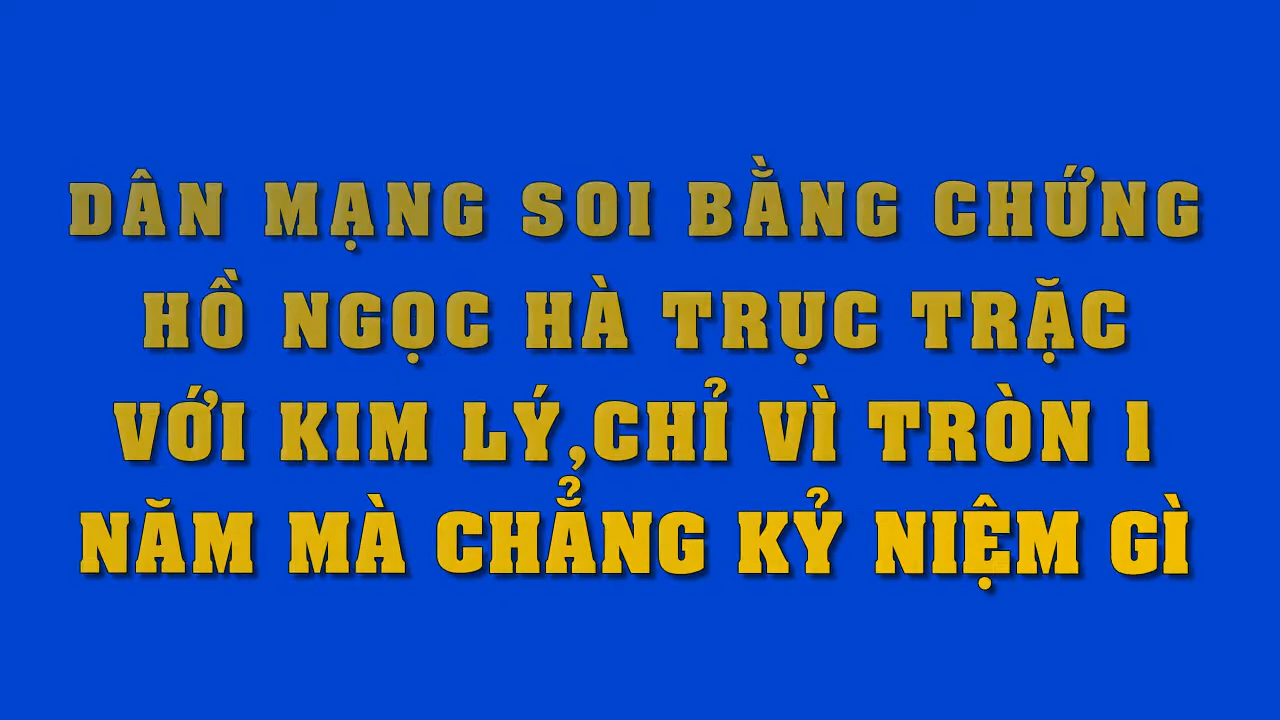 DÂN MẠNG SOI BẰNG CHỨNG
HỒ NGỌC HÀ TRỤC TRẶC
VỚI KIM LÝ,CHỈ VÌ TRÒN 1
NĂM MÀ CHẲNG KỶ NIỆM GÌ